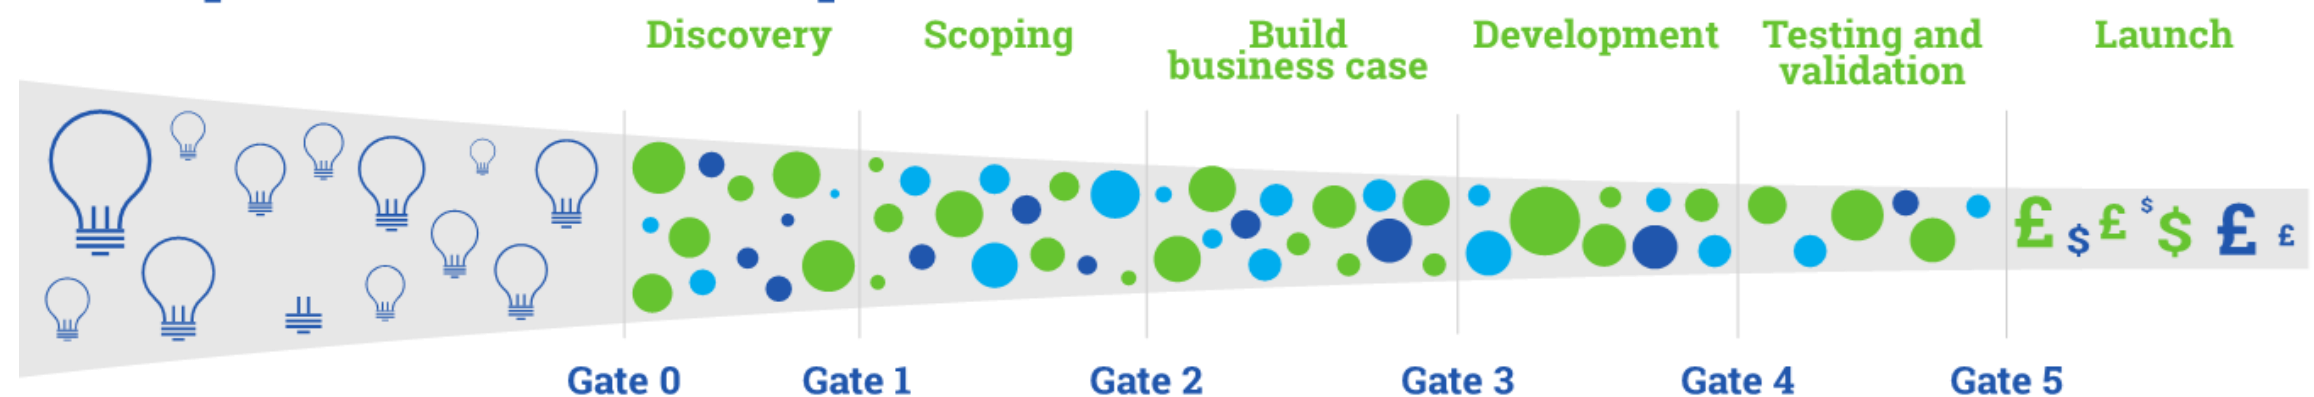 Discovery
Scoping
Build
business case
Development
Testing and
validation
Launch
£ $ £ $ $ £ £
Gate 0
Gate 1
Gate 2
Gate 3
Gate 4
Gate 5